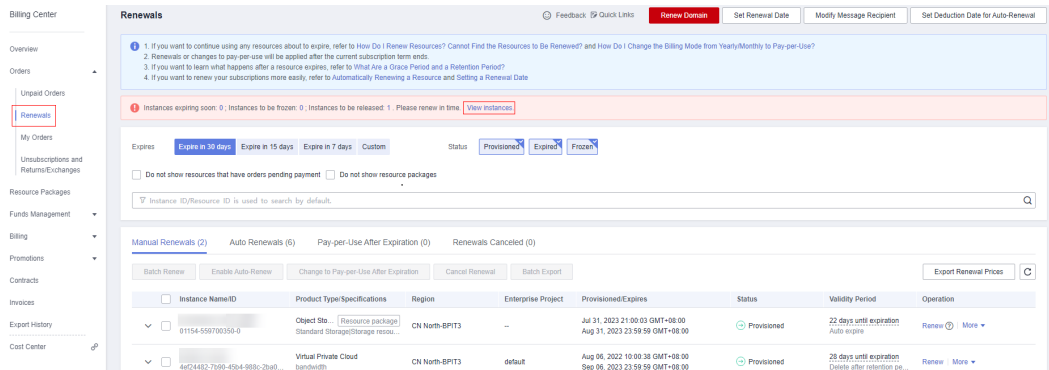 Billing Center
Overview
Orders
Unpaid Orders
Renewals
My Orders
Unsubscriptions and
Returns/Exchanges
Resource Packages
Funds Management
Billing
Promotions
Contracts
Invoices
Export History
Cost Center
Renewals
Feedback Quick Links Renew Domain Set Renewal Date Modify Message Recipient Set Deduction Date for Auto-Renewal
1. If you want to continue using any resources about to expire, refer to How Do I Renew Resources? Cannot Find the Resources to Be Renewed? and How Do I Change the Billing Mode from Yearly/Monthly to Pay-per-Use?
2. Renewals or changes to pay-per-use will be applied after the current subscription term ends.
3. If you want to learn what happens after a resource expires, refer to What Are a Grace Period and a Retention Period?
4. If you want to renew your subscriptions more easily, refer to Automatically Renewing a Resource and Setting a Renewal Date
Instances expiring soon: 0 ; Instances to be frozen: 0 ; Instances to be released: 1 . Please renew in time. View instances
Expires Expire in 30 days Expire in 15 days Expire in 7 days Custom Status Provisioned Expired Frozen
Do not show resources that have orders pending payment Do not show resource packages
Instance ID/Resource ID is used to search by default.
Manual Renewals (2) Auto Renewals (6) Pay-per-Use After Expiration (0) Renewals Canceled (0)
Batch Renew Enable Auto-Renew Change to Pay-per-Use After Expiration Cancel Renewal Batch Export Export Renewal Prices
Instance Name/ID Product Type/Specifications Region Enterprise Project Provisioned/Expires Status Validity Period Operation
Object Sto... Resource package Jul 31, 2023 21:00:03 GMT+08:00 22 days until expiration
01154-559700350-0 Standard Storage|Storage resou... CN North-BPIT3 -- Aug 31, 2023 23:59:59 GMT+08:00 Provisioned Auto expire Renew More
Virtual Private Cloud Aug 06, 2022 10:00:38 GMT+08:00 28 days until expiration
4ef24482-7b90-45b4-988c-2ba0... bandwidth CN North-BPIT3 default Sep 06, 2023 23:59:59 GMT+08:00 Provisioned Delete after retention pe... Renew More